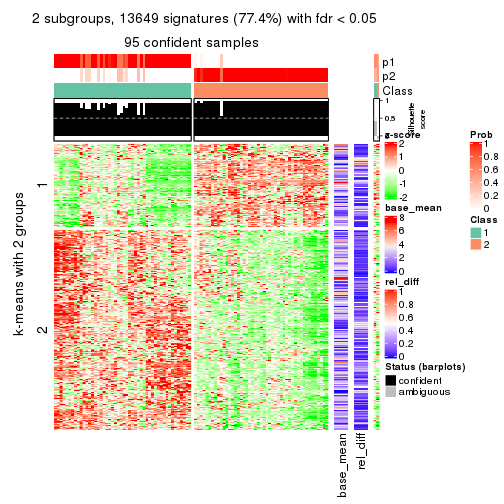 2 subgroups, 13649 signatures (77.4%) with fdr < 0.05
95 confident samples
p1
p2
Class
1
0.5
0
Silhouette
score
k-means with 2 groups
1
2
base_mean
rel_diff
z-score
2
1
0
-1
-2
base_mean
8
6
4
2
0
rel_diff
1
0.8
0.6
0.4
0.2
0
Status (barplots)
confident
ambiguous
Prob
1
0.8
0.6
0.4
0.2
0
Class
1
2